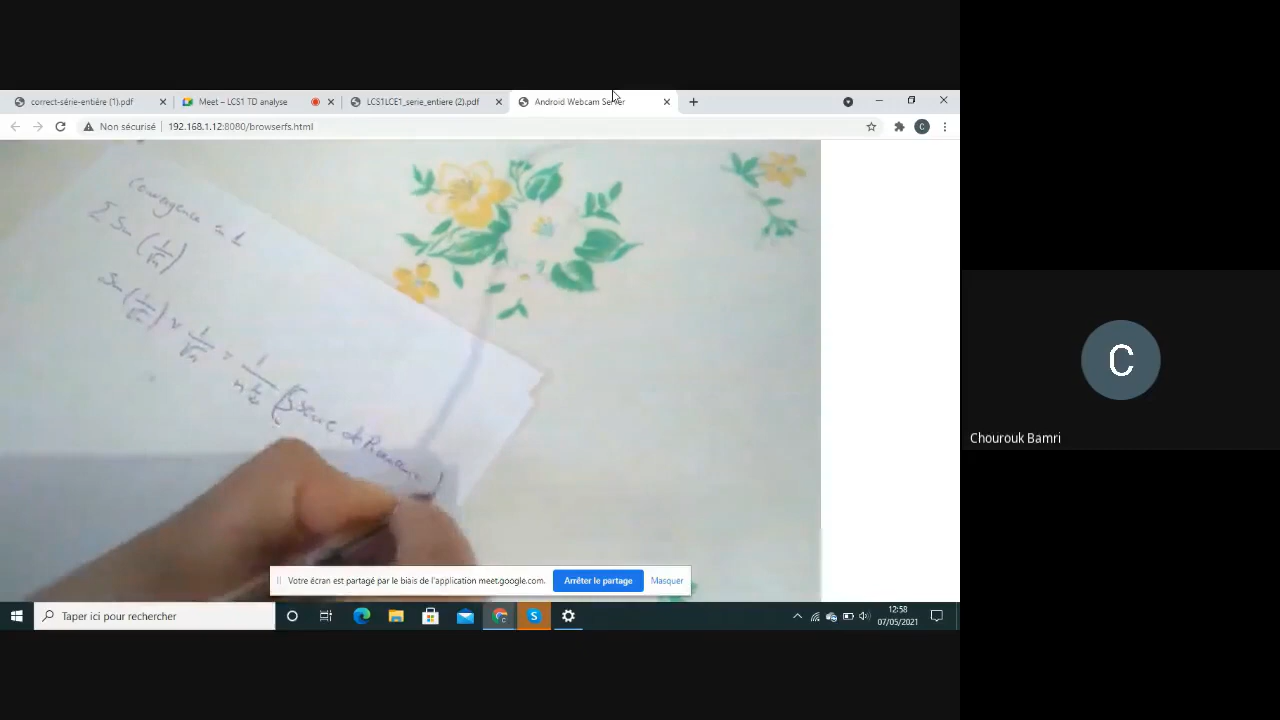 correct-série-entière (1).pdf
Meet – LCS1 TD analyse
LCS1LCE1_serie_entiere (2).pdf
Android Webcam Server
Non sécurisé
192.168.1.12:8080/browserfs.html
C
Convergence en 1
∑ Sin (1/√n)
Sin (1/√n) ~ 1/√n = 1/n^(1/2) (Série de Riemann)
C
Chourouk Bamri
Votre écran est partagé par le biais de l'application meet.google.com.
Arrêter le partage
Masquer
Taper ici pour rechercher
S
12:58
07/05/2021